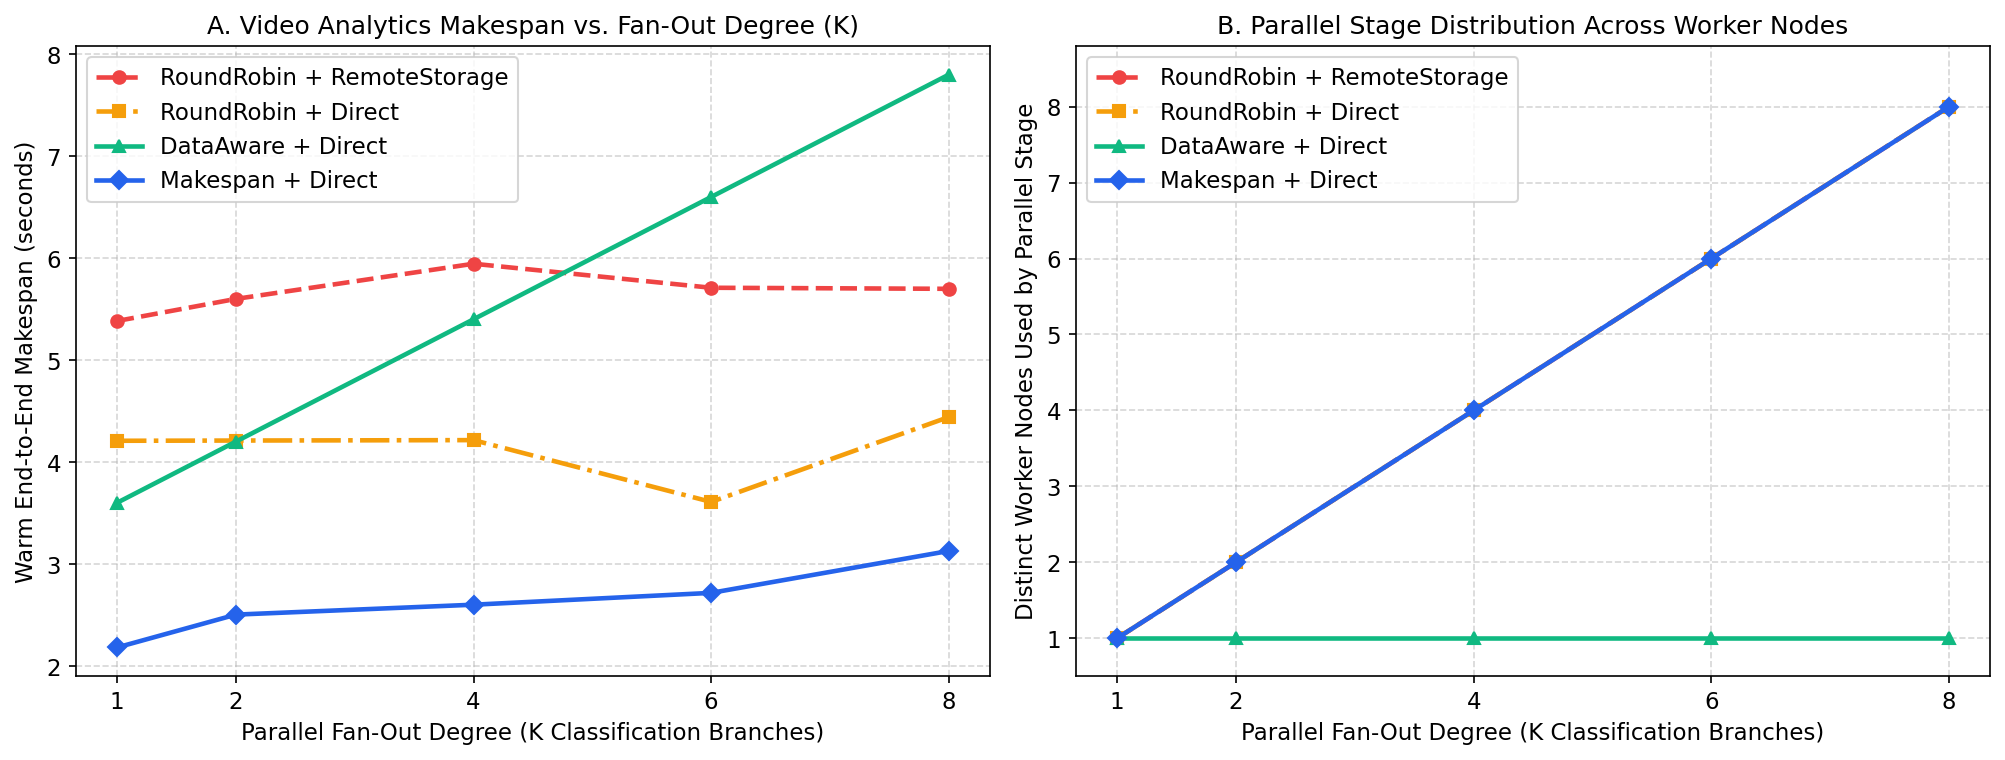 A. Video Analytics Makespan vs. Fan-Out Degree (K)
RoundRobin + RemoteStorage
RoundRobin + Direct
DataAware + Direct
Makespan + Direct
8
7
6
5
4
3
2
Warm End-to-End Makespan (seconds)
1 2 4 6 8
Parallel Fan-Out Degree (K Classification Branches)
B. Parallel Stage Distribution Across Worker Nodes
RoundRobin + RemoteStorage
RoundRobin + Direct
DataAware + Direct
Makespan + Direct
8
7
6
5
4
3
2
1
Distinct Worker Nodes Used by Parallel Stage
1 2 4 6 8
Parallel Fan-Out Degree (K Classification Branches)